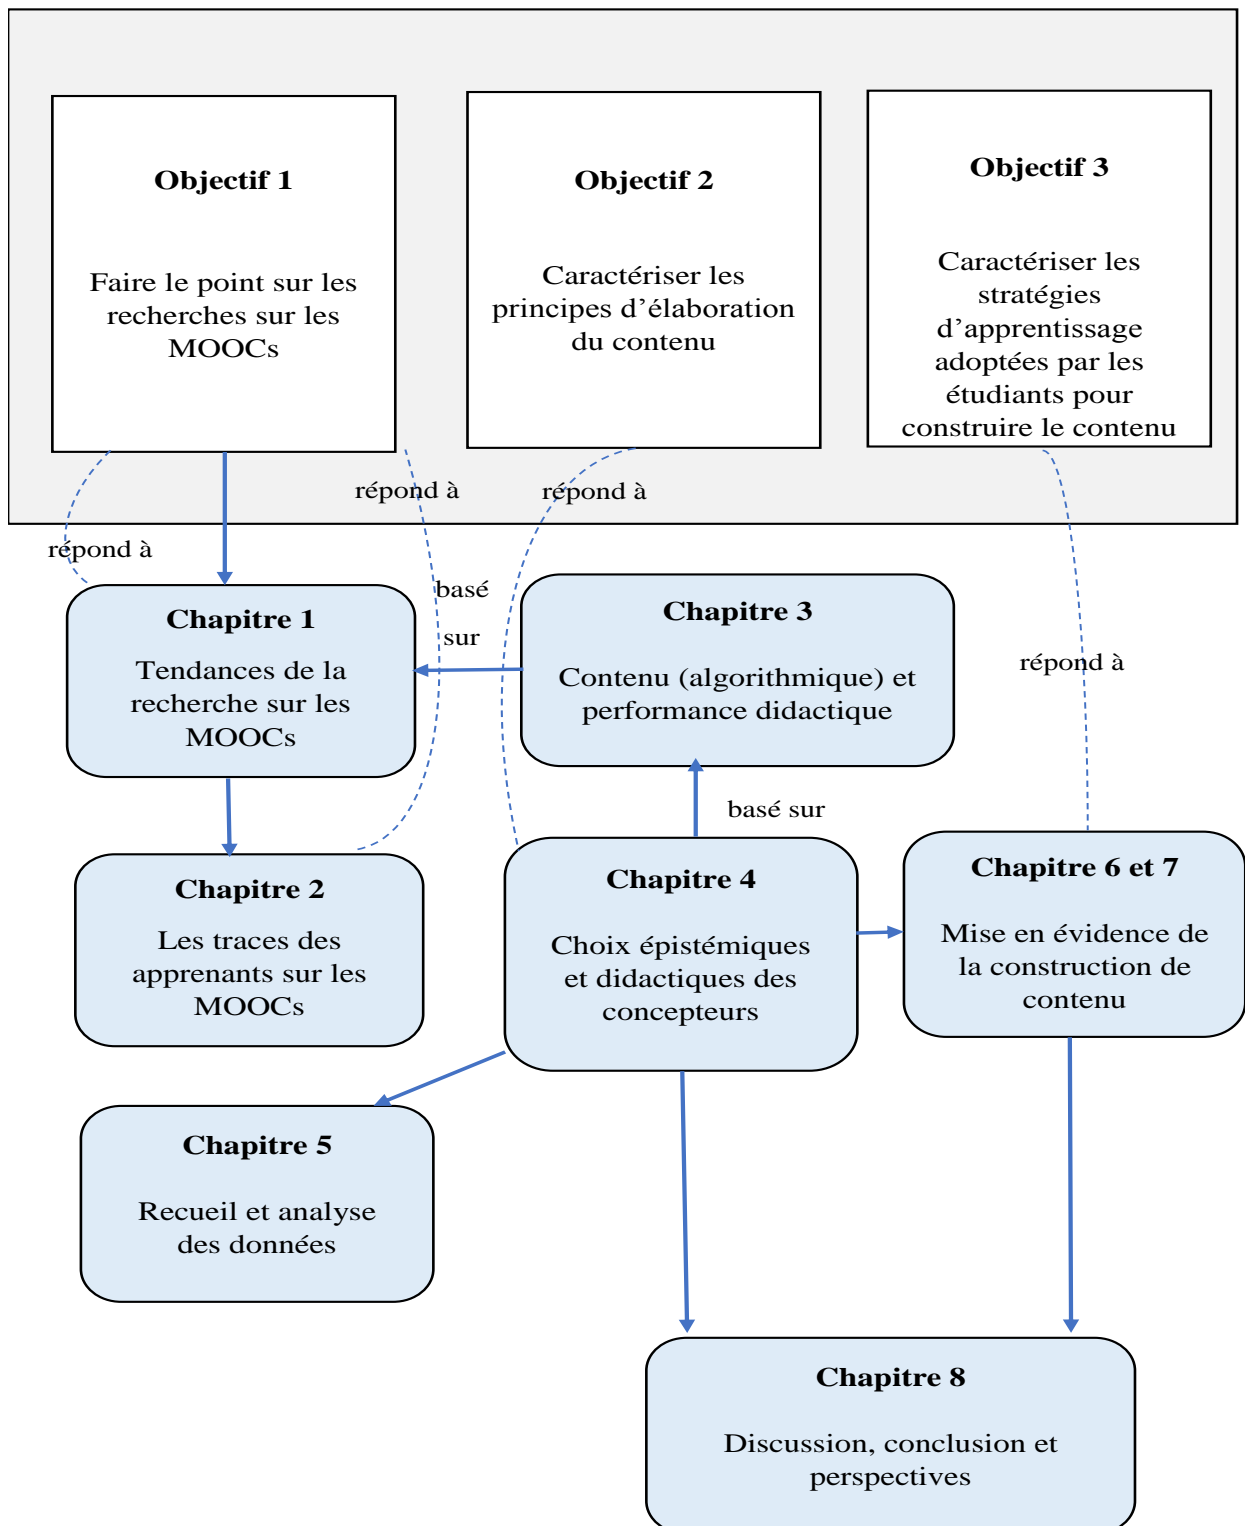 Objectif 1
Faire le point sur les
recherches sur les
MOOCs
Objectif 2
Caractériser les
principes d’élaboration
du contenu
Objectif 3
Caractériser les
stratégies
d’apprentissage
adoptées par les
étudiants pour
construire le contenu
répond à
répond à
répond à
basé
sur
répond à
Chapitre 1
Tendances de la
recherche sur les
MOOCs
Chapitre 3
Contenu (algorithmique) et
performance didactique
basé sur
Chapitre 2
Les traces des
apprenants sur les
MOOCs
Chapitre 4
Choix épistémiques
et didactiques des
concepteurs
Chapitre 6 et 7
Mise en évidence de
la construction de
contenu
Chapitre 5
Recueil et analyse
des données
Chapitre 8
Discussion, conclusion et
perspectives